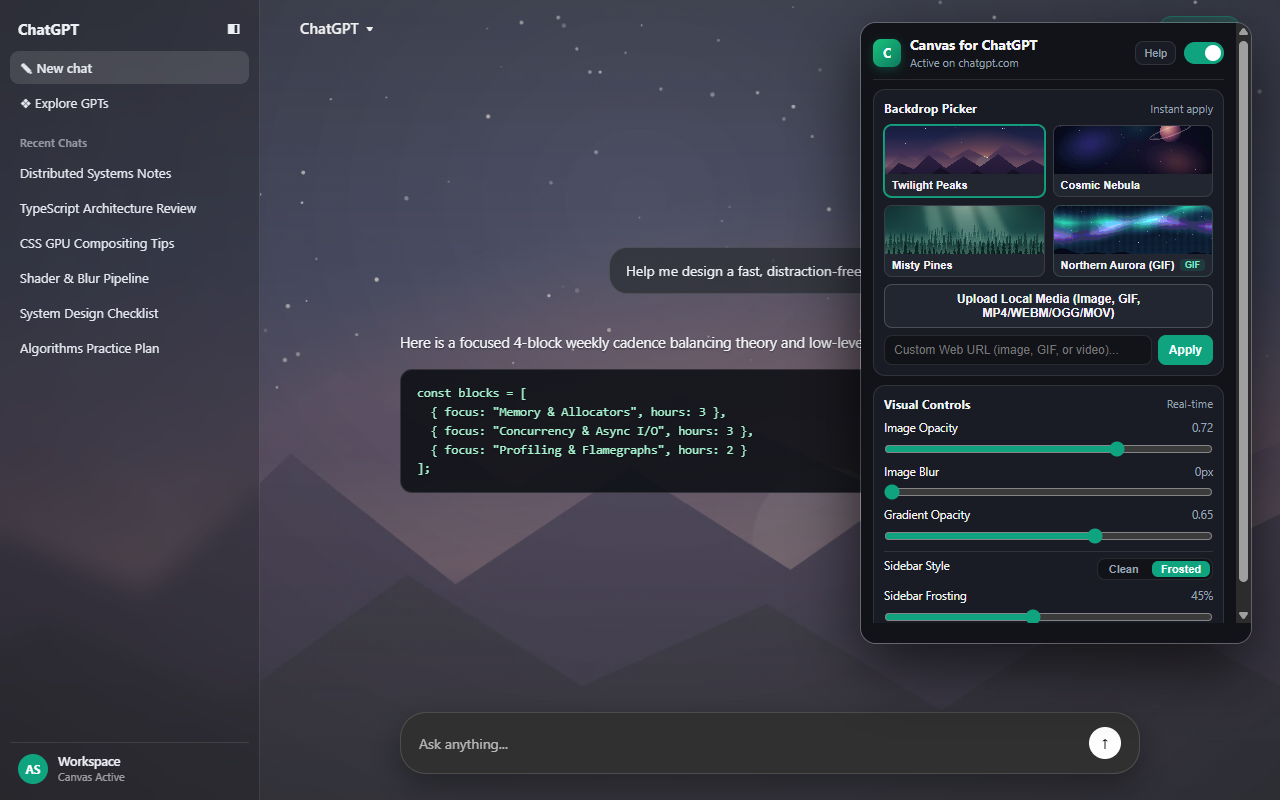 ChatGPT
New chat
Explore GPTs
Recent Chats
Distributed Systems Notes
TypeScript Architecture Review
CSS GPU Compositing Tips
Shader & Blur Pipeline
System Design Checklist
Algorithms Practice Plan
AS
Workspace
Canvas Active
ChatGPT
Help me design a fast, distraction-free
Here is a focused 4-block weekly cadence balancing theory and low-leve
const blocks = [
{ focus: "Memory & Allocators", hours: 3 },
{ focus: "Concurrency & Async I/O", hours: 3 },
{ focus: "Profiling & Flamegraphs", hours: 2 }
];
Ask anything...
C
Canvas for ChatGPT
Active on chatgpt.com
Help
Backdrop Picker
Instant apply
Twilight Peaks
Cosmic Nebula
Misty Pines
Northern Aurora (GIF) GIF
Upload Local Media (Image, GIF,
MP4/WEBM/OGG/MOV)
Custom Web URL (image, GIF, or video)...
Apply
Visual Controls
Real-time
Image Opacity
0.72
Image Blur
0px
Gradient Opacity
0.65
Sidebar Style
Clean
Frosted
Sidebar Frosting
45%